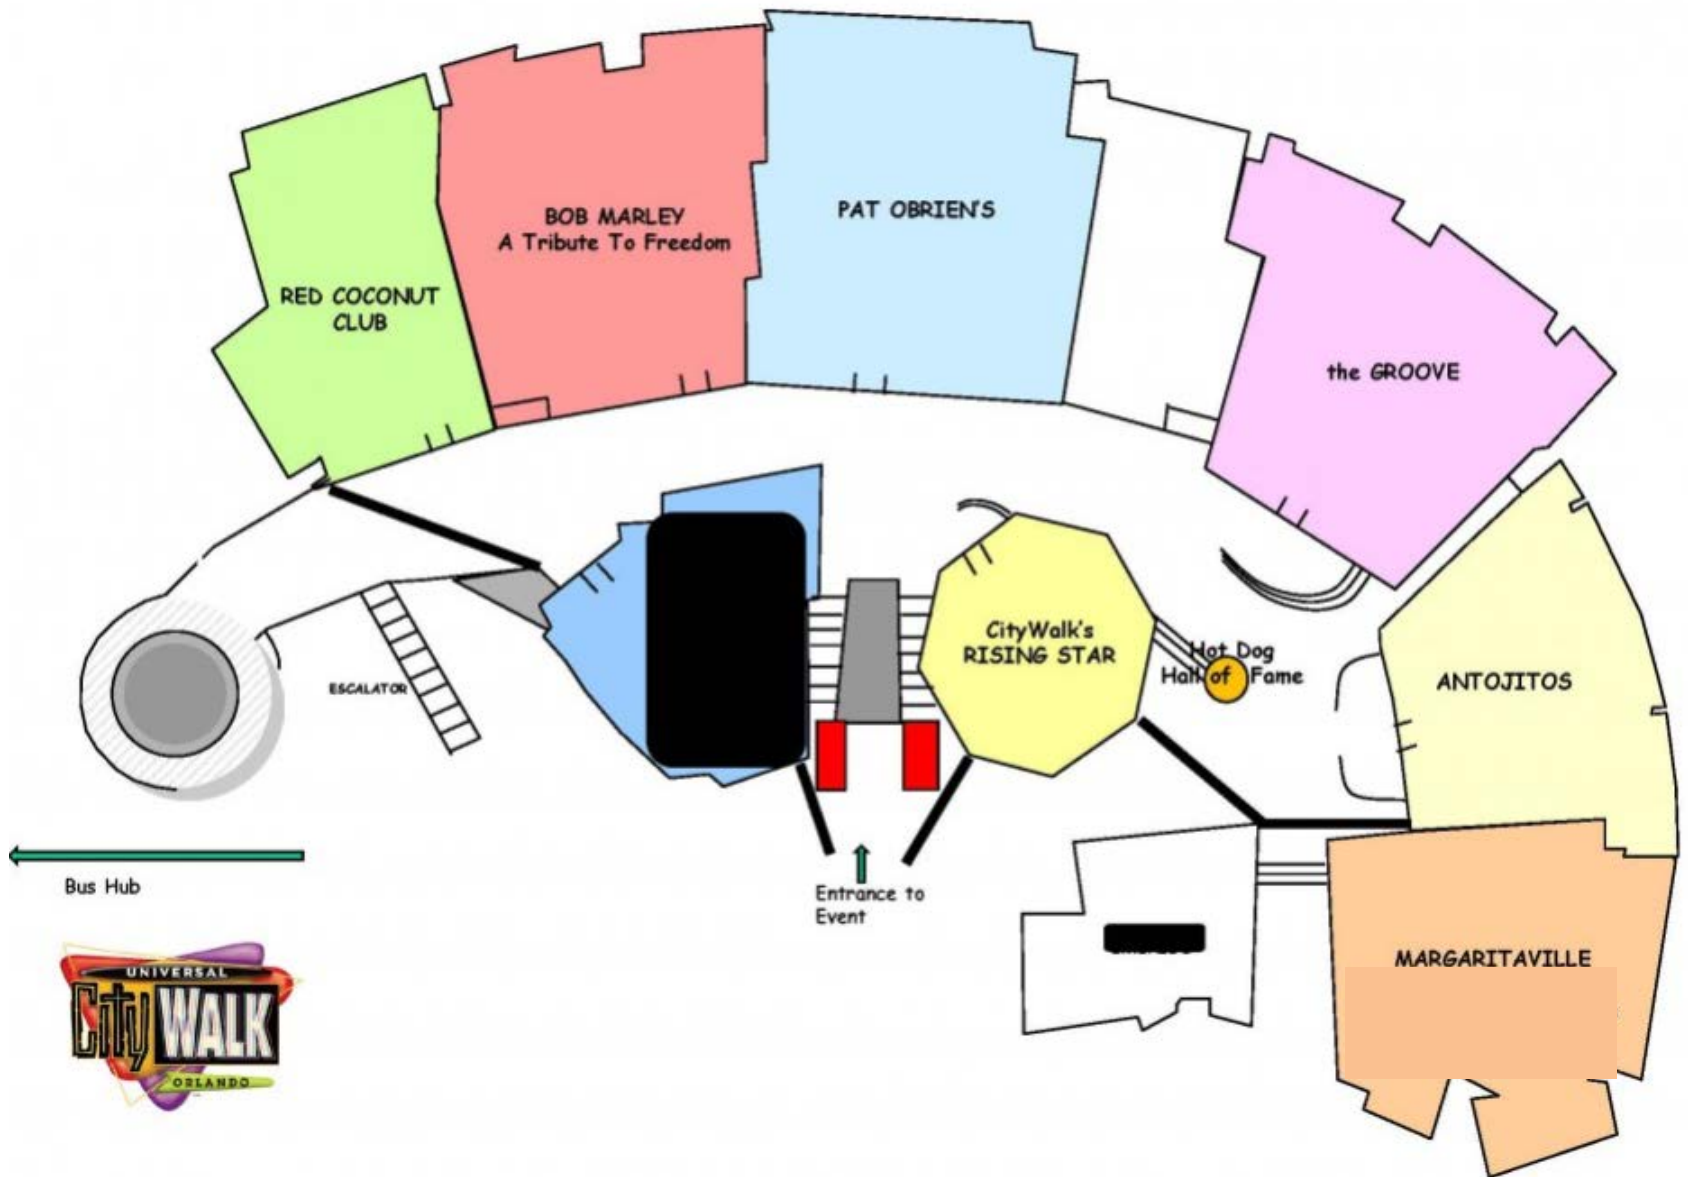 BOB MARLEY
A Tribute To Freedom
PAT OBRIEN'S
RED COCONUT
CLUB
the GROOVE
CityWalk's
RISING STAR
Hot Dog
Hall of Fame
ANTOJITOS
ESCALATOR
Bus Hub
Entrance to
Event
MARGARITAVILLE
UNIVERSAL
City WALK
ORLANDO